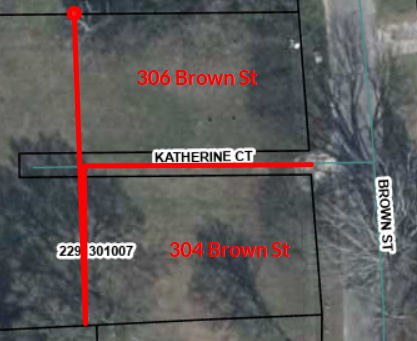 306 Brown St
KATHERINE CT
BROWN ST
229 301007
304 Brown St